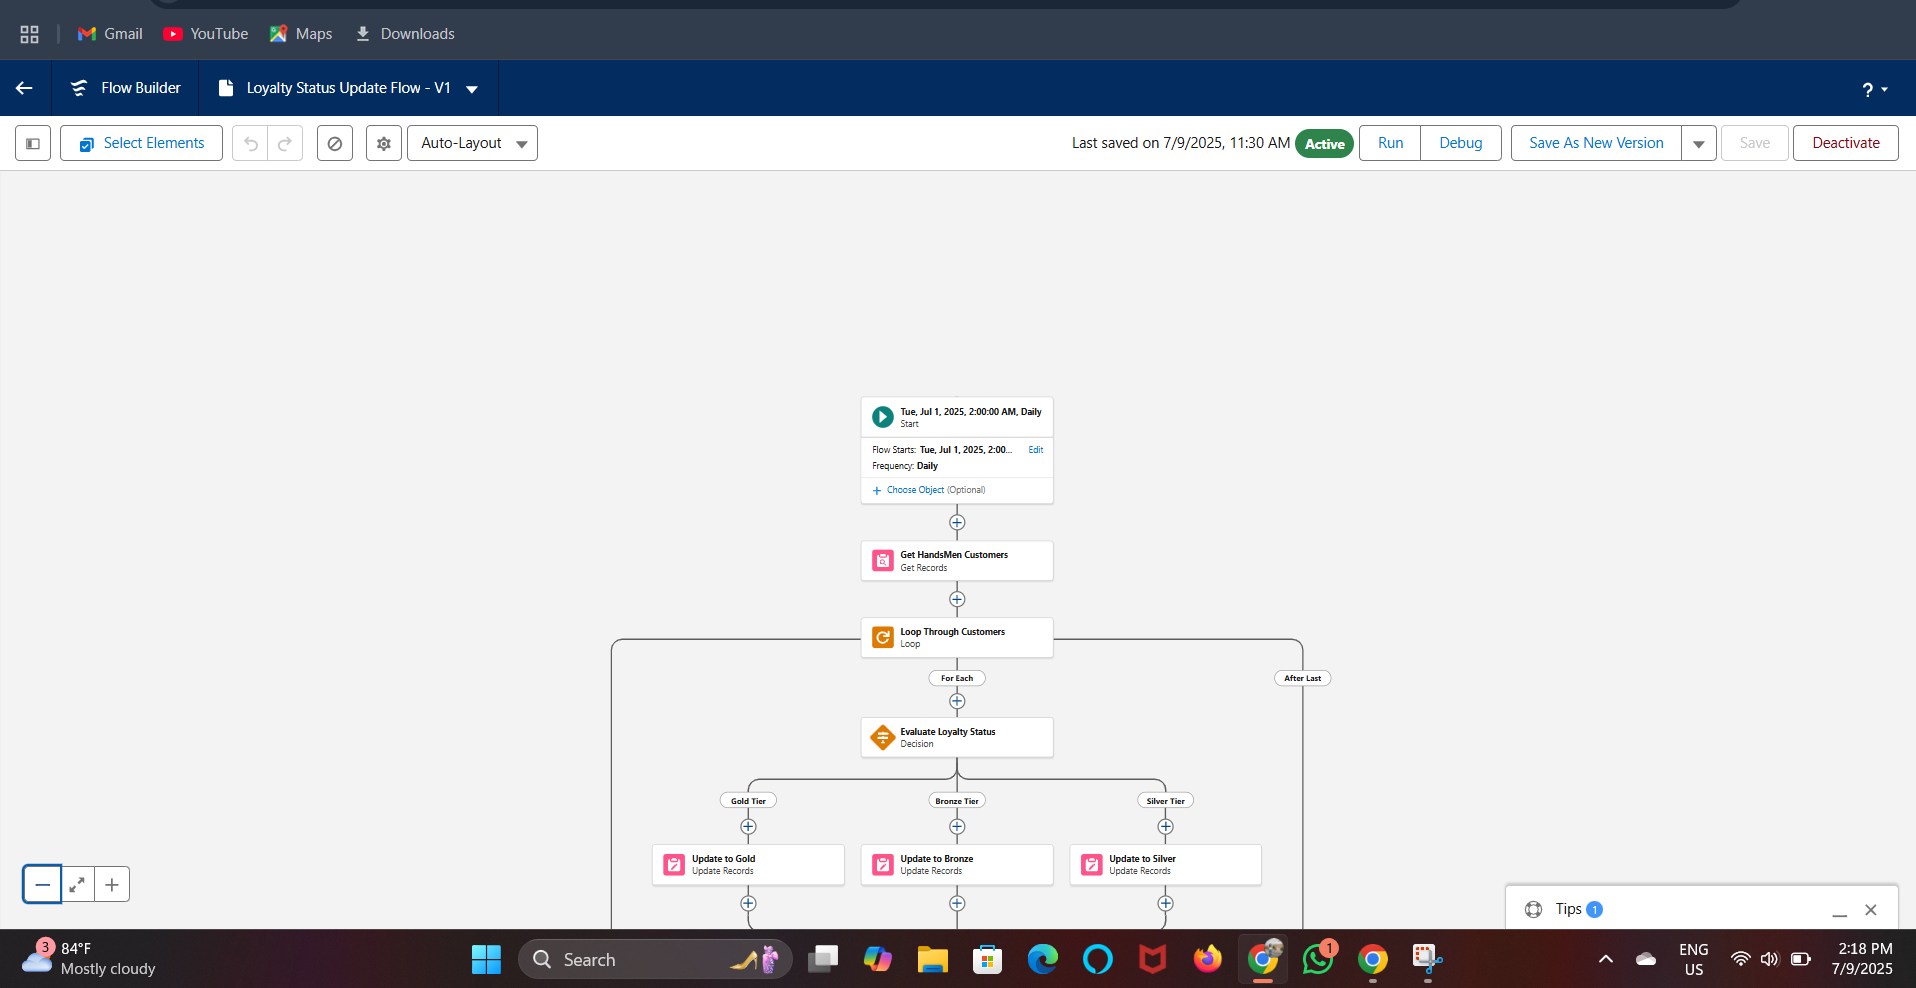 Gmail YouTube Maps Downloads
Flow Builder Loyalty Status Update Flow - V1 ?
Select Elements Auto-Layout Last saved on 7/9/2025, 11:30 AM Active Run Debug Save As New Version Save Deactivate
Tue, Jul 1, 2025, 2:00:00 AM, Daily
Start
Flow Starts: Tue, Jul 1, 2025, 2:00... Edit
Frequency: Daily
+ Choose Object (Optional)
Get HandsMen Customers
Get Records
Loop Through Customers
Loop
For Each After Last
Evaluate Loyalty Status
Decision
Gold Tier Bronze Tier Silver Tier
Update to Gold Update to Bronze Update to Silver
Update Records Update Records Update Records
Tips 1
3 84°F
Mostly cloudy
Search
1
ENG
US
2:18 PM
7/9/2025